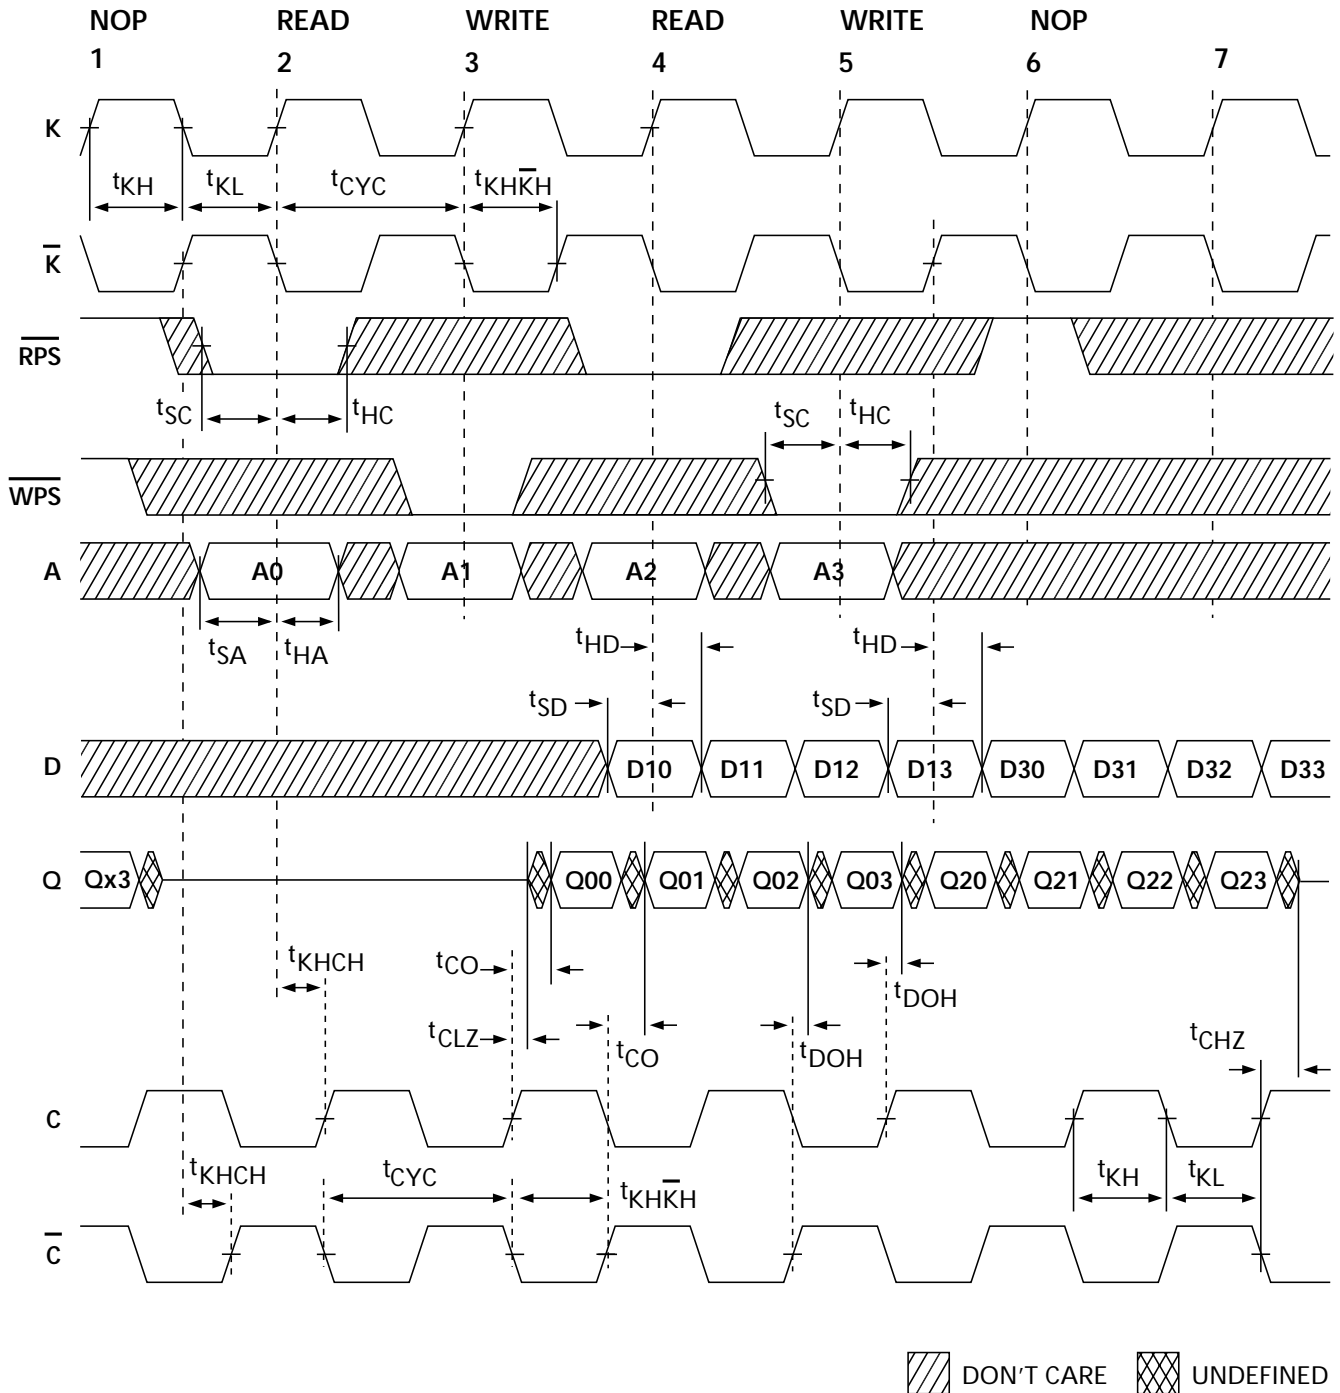 NOP READ WRITE READ WRITE NOP
1 2 3 4 5 6 7
K
tKH tKL tCYC tKHK̅H
K̅
R̅P̅S̅
tSC tHC tSC tHC
W̅P̅S̅
A A0 A1 A2 A3
tSA tHA tHD tHD
tSD tSD
D D10 D11 D12 D13 D30 D31 D32 D33
Q Qx3 Q00 Q01 Q02 Q03 Q20 Q21 Q22 Q23
tKHCH tCO tDOH
tCLZ tCO tDOH tCHZ
C
tKHCH tCYC tKHK̅H tKH tKL
C̅
DON'T CARE UNDEFINED